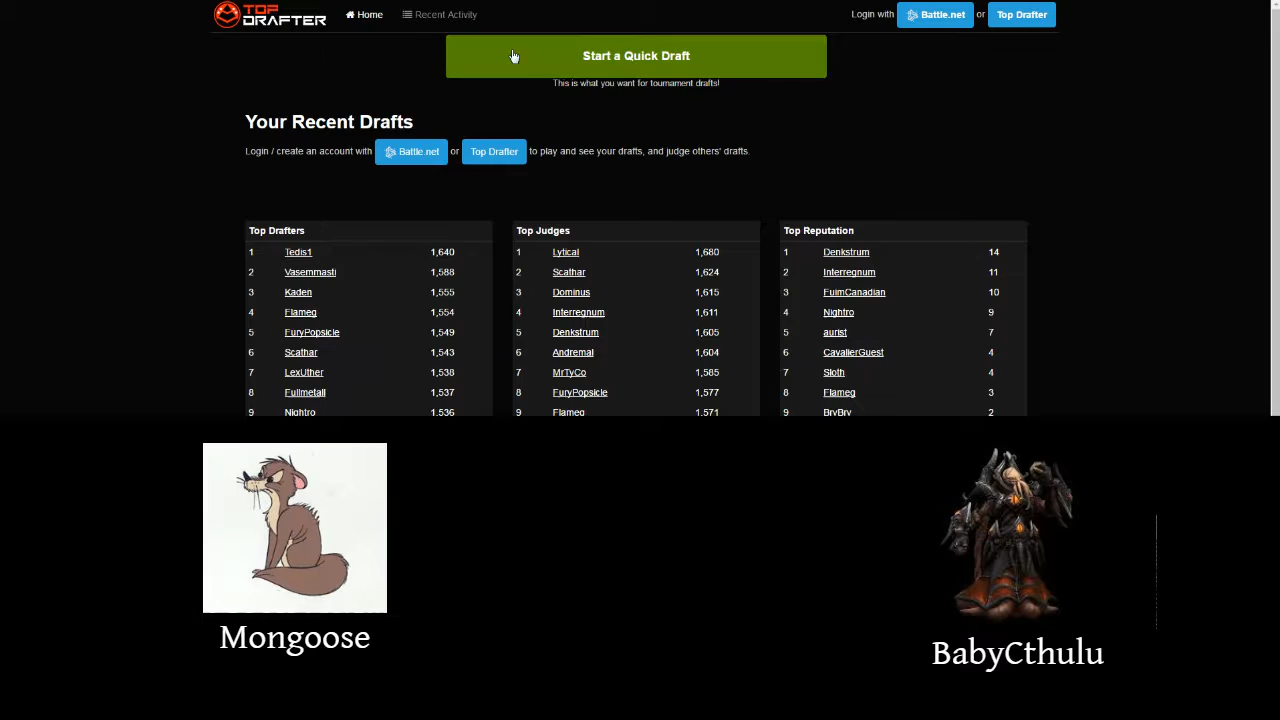 TOP DRAFTER Home Recent Activity Login with Battle.net or Top Drafter
Start a Quick Draft
This is what you want for tournament drafts!
Your Recent Drafts
Login / create an account with Battle.net or Top Drafter to play and see your drafts, and judge others' drafts.
Top Drafters
1 Tedis1 1,640
2 Vasemmasti 1,588
3 Kaden 1,555
4 Flameg 1,554
5 FuryPopsicle 1,549
6 Scathar 1,543
7 LexUther 1,538
8 Fullmetall 1,537
9 Nightro 1,536
Top Judges
1 Lytical 1,680
2 Scathar 1,624
3 Dominus 1,615
4 Interregnum 1,611
5 Denkstrum 1,605
6 Andremal 1,604
7 MrTyCo 1,585
8 FuryPopsicle 1,577
9 Flameg 1,571
Top Reputation
1 Denkstrum 14
2 Interregnum 11
3 FuimCanadian 10
4 Nightro 9
5 aurist 7
6 CavalierGuest 4
7 Sloth 4
8 Flameg 3
9 BryBry 2
Mongoose
BabyCthulu